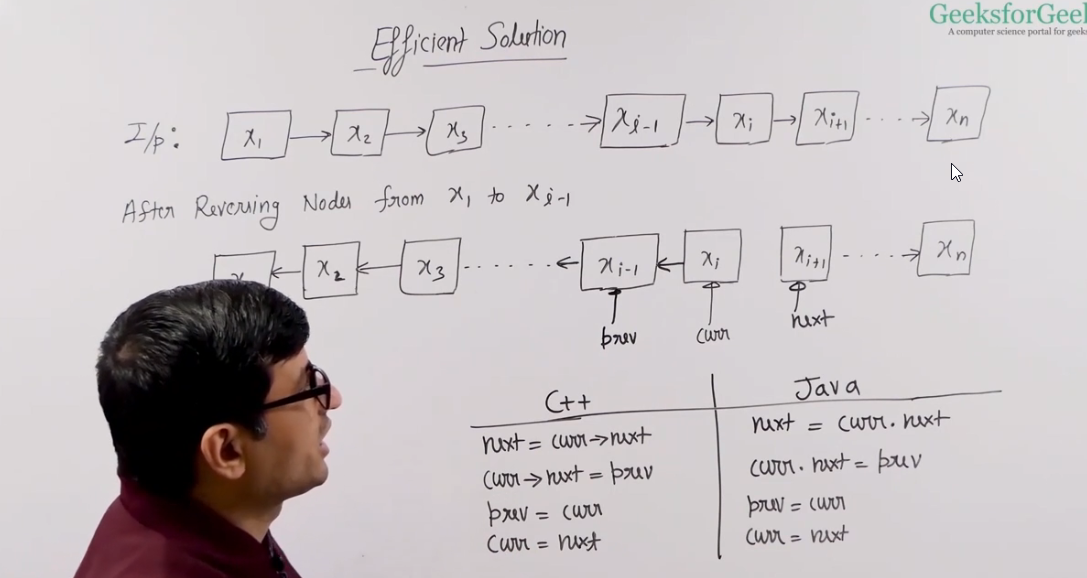 GeeksforGeek
A computer science portal for geeks
Efficient Solution
I/p: x₁ → x₂ → x₃ ------> xᵢ₋₁ → xᵢ → xᵢ₊₁ ----> xₙ
After Reversing Nodes from x₁ to xᵢ₋₁
x₂ ← x₃ ------ ← xᵢ₋₁ ← xᵢ xᵢ₊₁ ----> xₙ
prev curr next
C++ Java
next = curr→next next = curr.next
curr→next = prev curr.next = prev
prev = curr prev = curr
curr = next curr = next